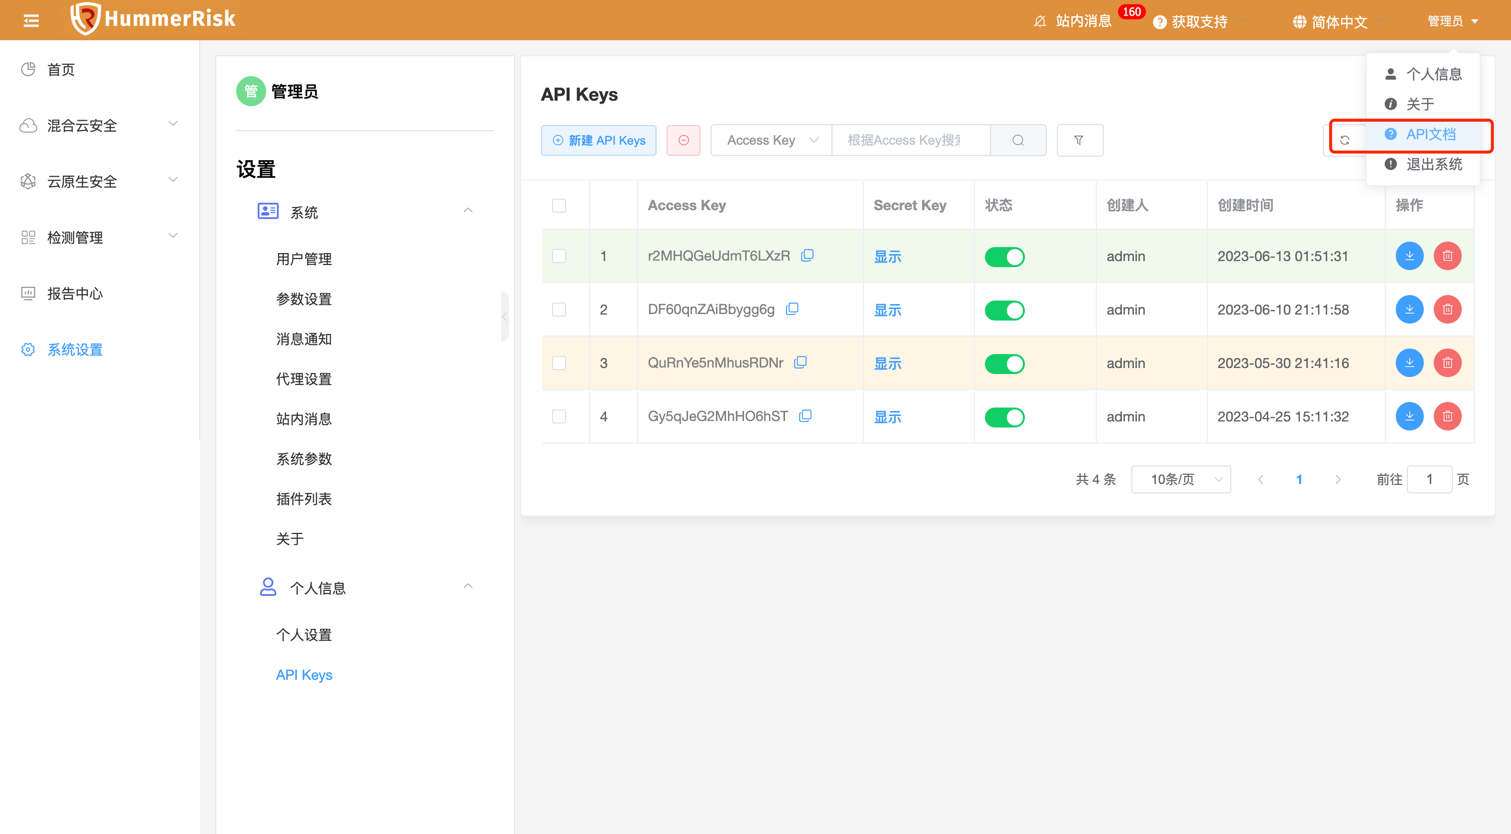 HummerRisk
站内消息 160
获取支持
简体中文
管理员
首页
混合云安全
云原生安全
检测管理
报告中心
系统设置
管 管理员
设置
系统
用户管理
参数设置
消息通知
代理设置
站内消息
系统参数
插件列表
关于
个人信息
个人设置
API Keys
API Keys
新建 API Keys
Access Key
根据Access Key搜
个人信息
关于
API文档
退出系统
Access Key Secret Key 状态 创建人 创建时间 操作
1 r2MHQGeUdmT6LXzR 显示 admin 2023-06-13 01:51:31
2 DF60qnZAiBbygg6g 显示 admin 2023-06-10 21:11:58
3 QuRnYe5nMhusRDNr 显示 admin 2023-05-30 21:41:16
4 Gy5qJeG2MhHO6hST 显示 admin 2023-04-25 15:11:32
共 4 条 10条/页 1 前往 1 页